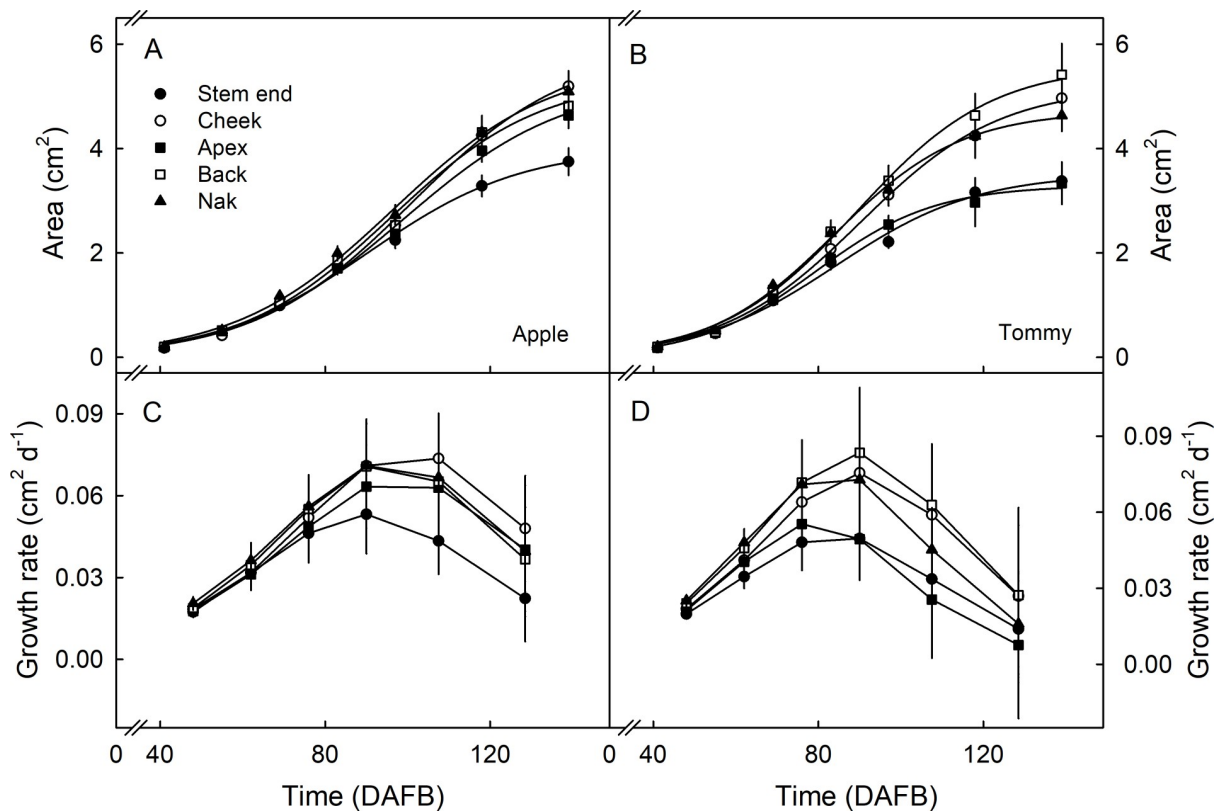 A
B
6
4
2
0
Area (cm²)
Stem end
Cheek
Apex
Back
Nak
Apple
Tommy
6
4
2
0
Area (cm²)
C
D
0.09
0.06
0.03
0.00
Growth rate (cm² d⁻¹)
0.09
0.06
0.03
0.00
Growth rate (cm² d⁻¹)
0 40 80 120 0 40 80 120
Time (DAFB) Time (DAFB)